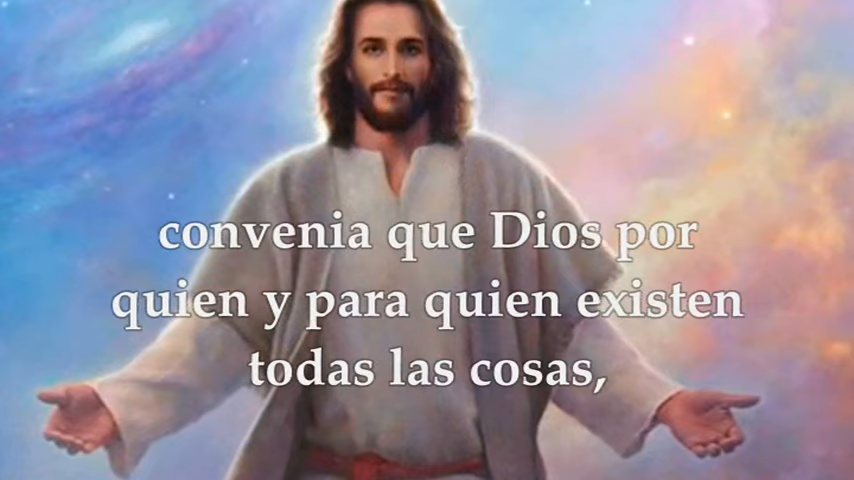 convenia que Dios por
quien y para quien existen
todas las cosas,